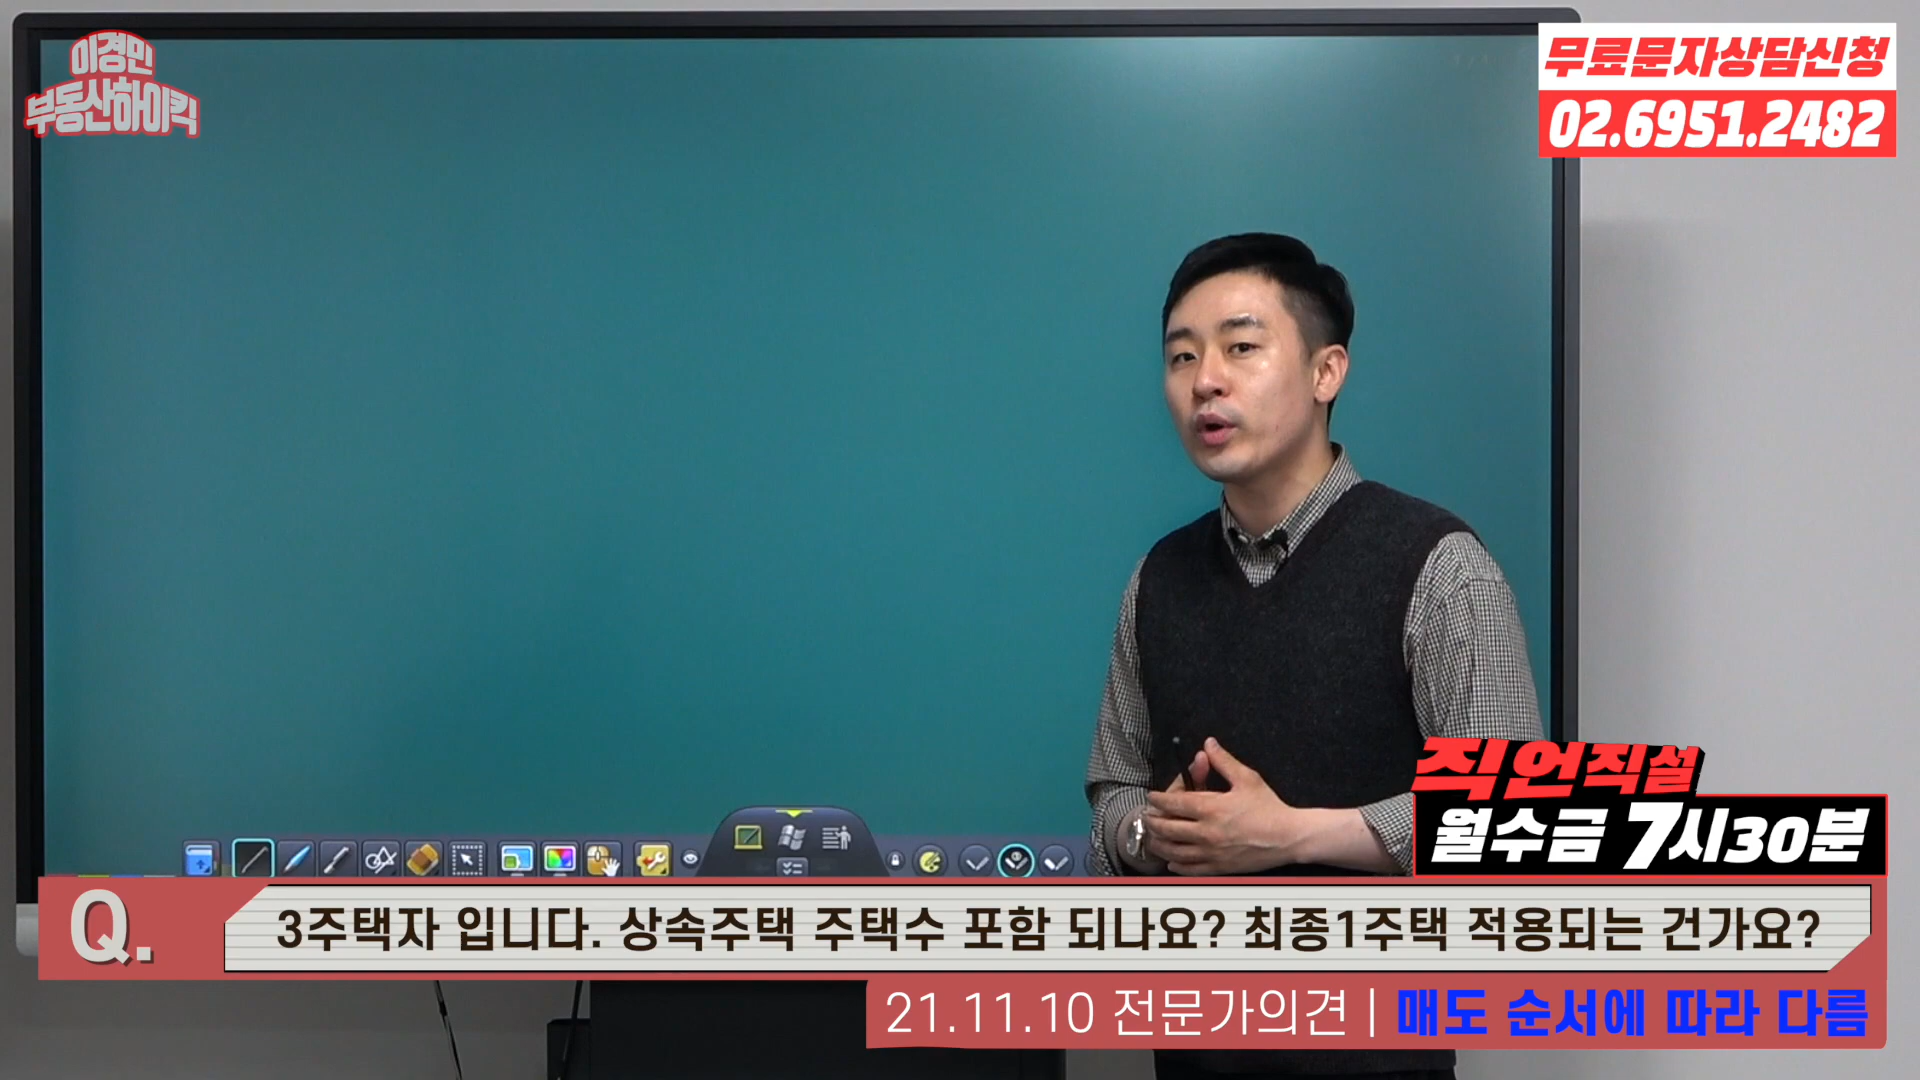 이경민
부동산하이킥
무료문자상담신청
02.6951.2482
직언직설
월수금 7시30분
Q.
3주택자 입니다. 상속주택 주택수 포함 되나요? 최종1주택 적용되는 건가요?
21.11.10 전문가의견 | 매도 순서에 따라 다름